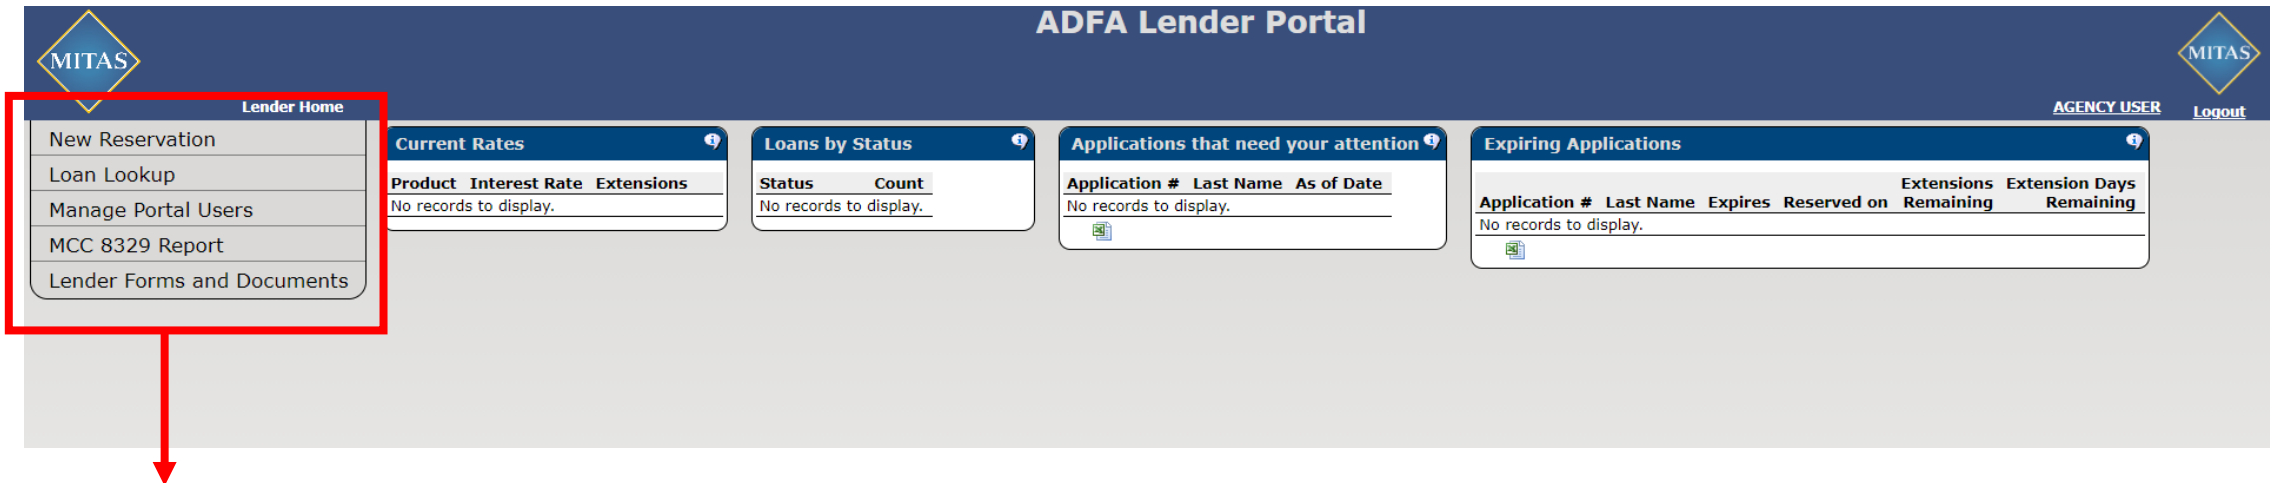 ADFA Lender Portal
MITAS
MITAS
Lender Home
AGENCY USER
Logout
New Reservation
Loan Lookup
Manage Portal Users
MCC 8329 Report
Lender Forms and Documents
Current Rates
Product Interest Rate Extensions
No records to display.
Loans by Status
Status Count
No records to display.
Applications that need your attention
Application # Last Name As of Date
No records to display.
Expiring Applications
Extensions Extension Days
Application # Last Name Expires Reserved on Remaining Remaining
No records to display.